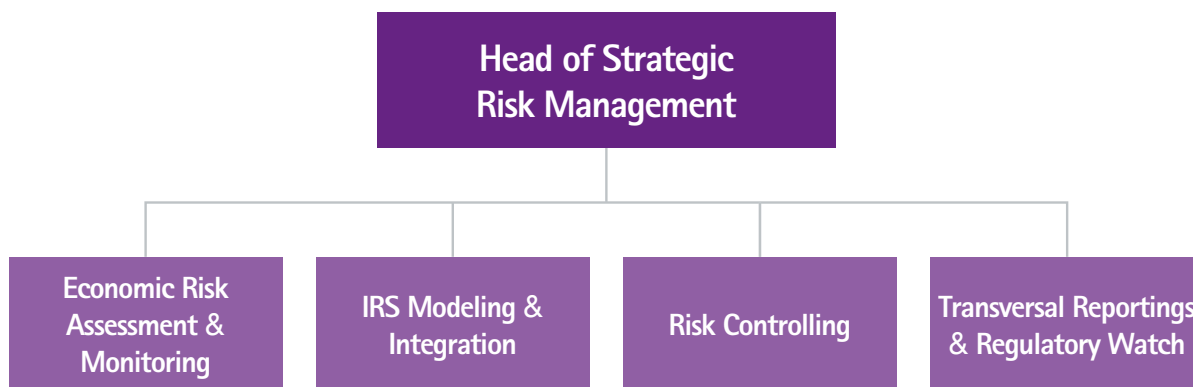 Head of Strategic
Risk Management
Economic Risk
Assessment &
Monitoring
IRS Modeling &
Integration
Risk Controlling
Transversal Reportings
& Regulatory Watch